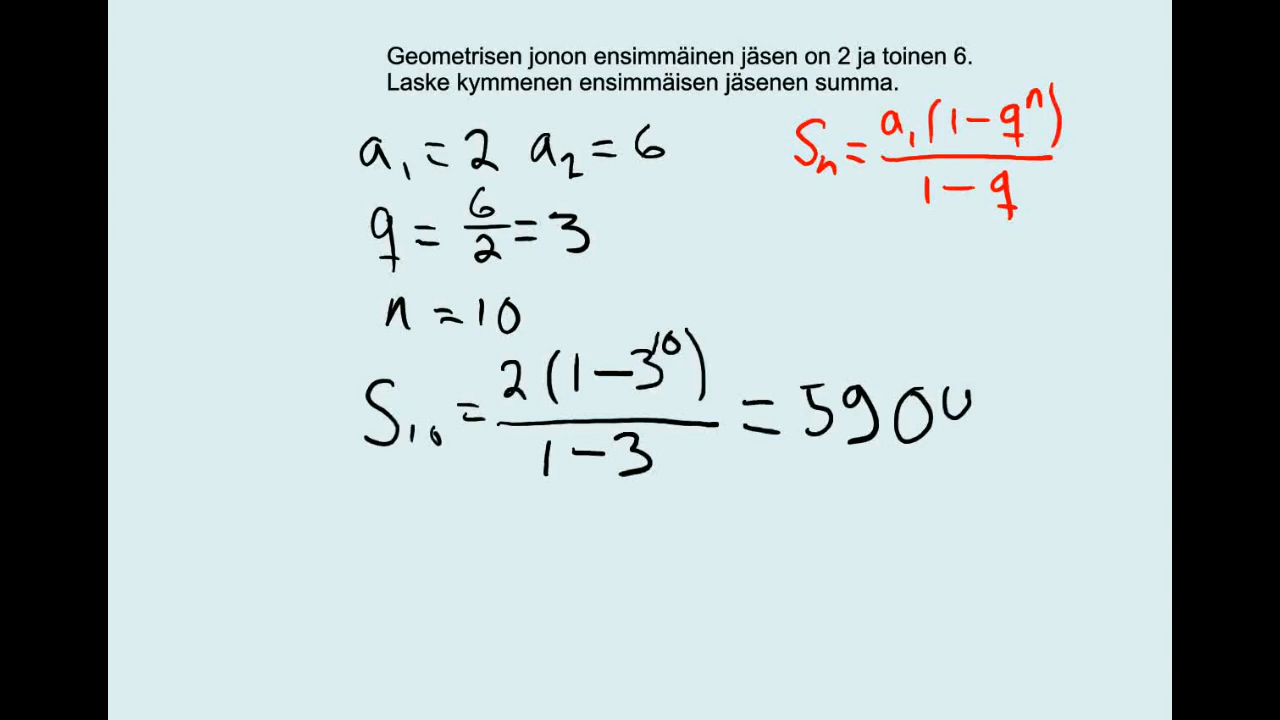 Geometrisen jonon ensimmäinen jäsen on 2 ja toinen 6.
Laske kymmenen ensimmäisen jäsenen summa.
a₁ = 2 a₂ = 6
Sₙ = a₁(1 - qⁿ) / 1 - q
q = 6/2 = 3
n = 10
S₁₀ = 2(1 - 3¹⁰) / 1 - 3 = 5900